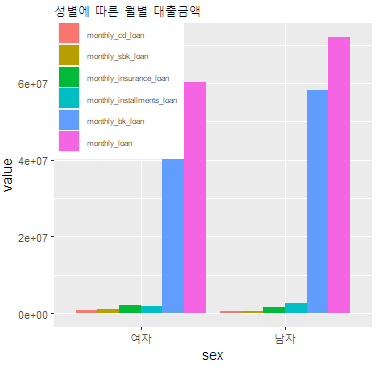 성별에 따른 월별 대출금액
monthly_cd_loan
monthly_sbk_loan
monthly_insurance_loan
monthly_installments_loan
monthly_bk_loan
monthly_loan
6e+07
4e+07
2e+07
0e+00
value
여자
남자
sex